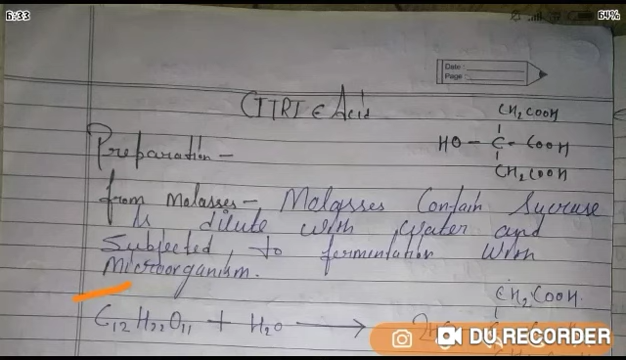 6:33
64%
Date:
Page:
CITRIC Acid
CH₂COOH
HO – C – COOH
CH₂COOH
Preparation –
from Molasses – Molasses Contain Sucrose
is dilute with water and
Subjected to fermentation with
Microorganism.
CH₂COOH
C₁₂H₂₂O₁₁ + H₂O ⟶
DU RECORDER